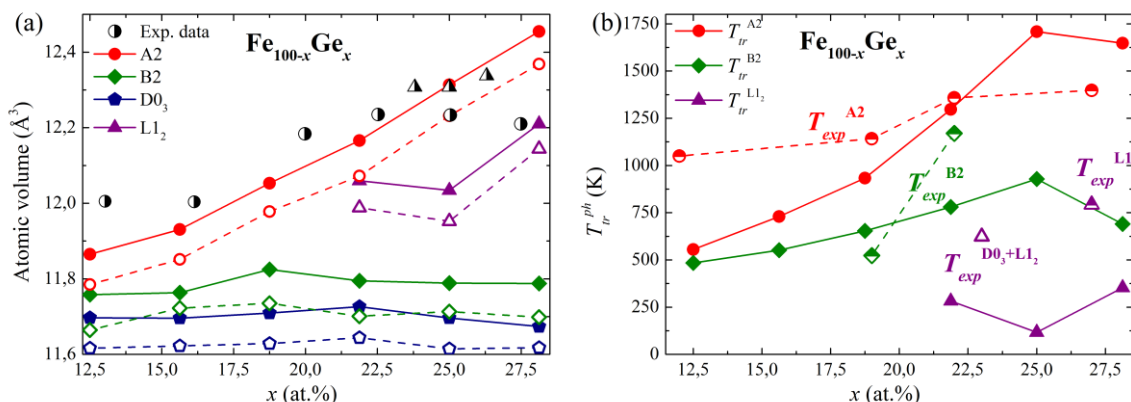 (a)
Fe100-xGex
Exp. data
A2
B2
D03
L12
Atomic volume (Å3)
12,4
12,2
12,0
11,8
11,6
12,5 15,0 17,5 20,0 22,5 25,0 27,5
x (at.%)
(b)
Fe100-xGex
Ttr A2
Ttr B2
Ttr L12
Texp A2
Texp B2
Texp L1
Texp D03+L12
Ttr ph (K)
1750
1500
1250
1000
750
500
250
0
12,5 15,0 17,5 20,0 22,5 25,0 27,5
x (at.%)